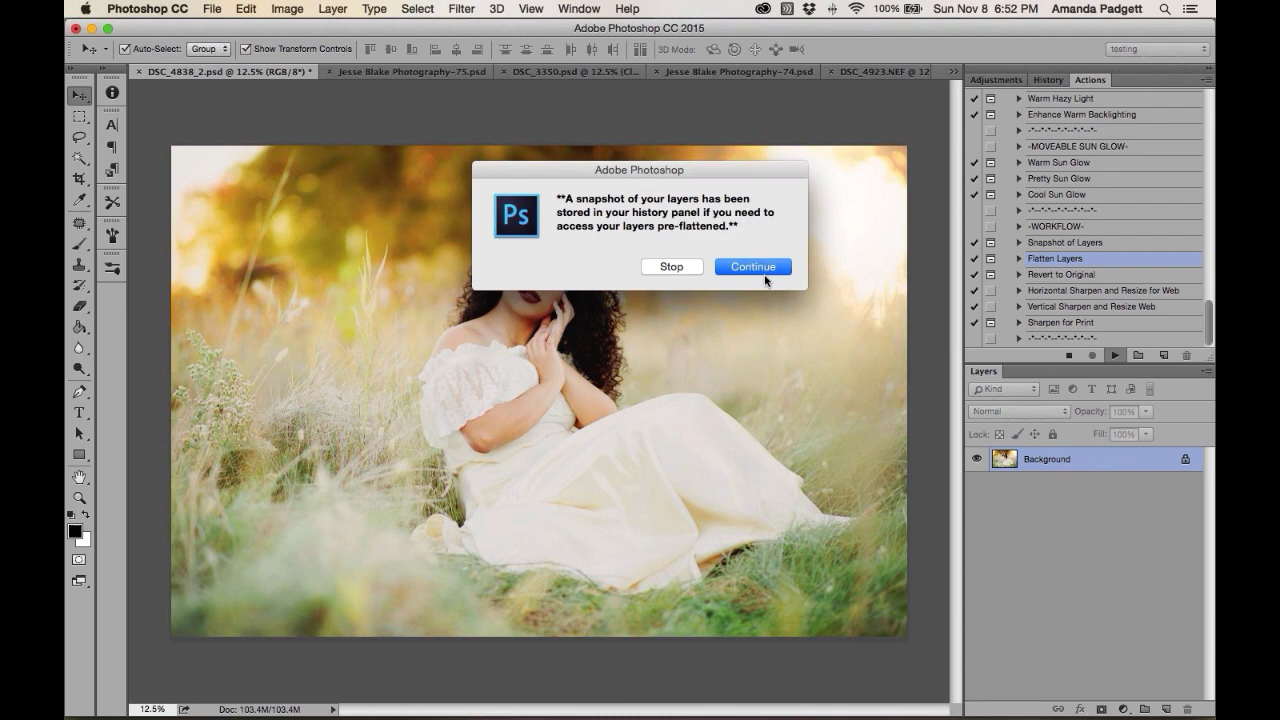 Photoshop CC File Edit Image Layer Type Select Filter 3D View Window Help 100% Sun Nov 8 6:52 PM Amanda Padgett
Adobe Photoshop CC 2015
Auto-Select: Group Show Transform Controls 3D Mode: testing
× DSC_4838_2.psd @ 12.5% (RGB/8*) * × Jesse Blake Photography-75.psd × DSC_3350.psd @ 12.5% (Cl... × Jesse Blake Photography-74.psd × DSC_4923.NEF @ 12 >>
Adjustments History Actions
Warm Hazy Light
Enhance Warm Backlighting
-*--*-*--*--*-*--*-
-MOVEABLE SUN GLOW-
Warm Sun Glow
Pretty Sun Glow
Cool Sun Glow
-*--*-*--*--*-*--*-
-WORKFLOW-
Snapshot of Layers
Flatten Layers
Revert to Original
Horizontal Sharpen and Resize for Web
Vertical Sharpen and Resize Web
Sharpen for Print
-*--*-*--*--*-*--*-
Adobe Photoshop
Ps
**A snapshot of your layers has been
stored in your history panel if you need to
access your layers pre-flattened.**
Stop Continue
Layers
Kind
Normal Opacity: 100%
Lock: Fill: 100%
Background
12.5% Doc: 103.4M/103.4M